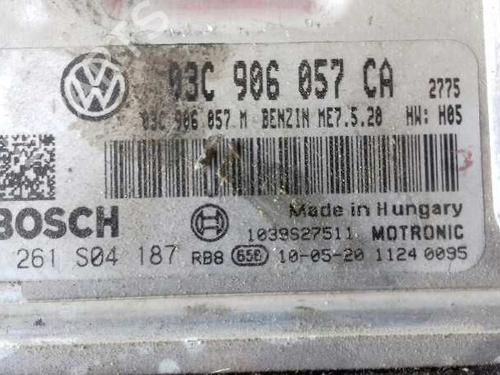 03C 906 057 CA 2775
03C 906 057 M BENZIN ME7.5.20 HW: H05
BOSCH
Made in Hungary
1039S27511 MOTRONIC
261 S04 187 RB8 650 10-05-20 1124 0095